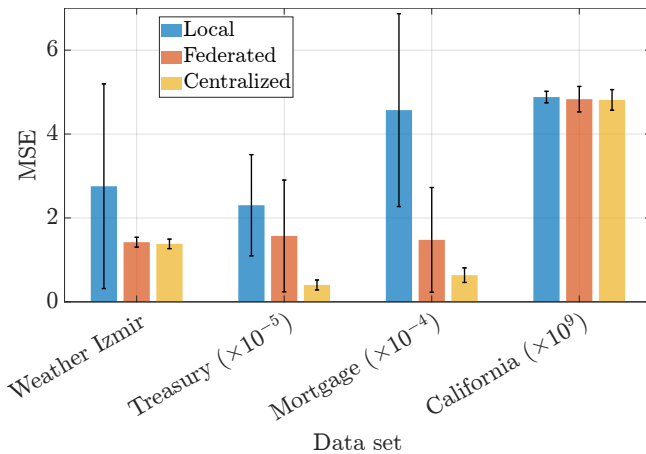 6
4
2
0
MSE
Local
Federated
Centralized
Weather Izmir
Treasury (×10⁻⁵)
Mortgage (×10⁻⁴)
California (×10⁹)
Data set